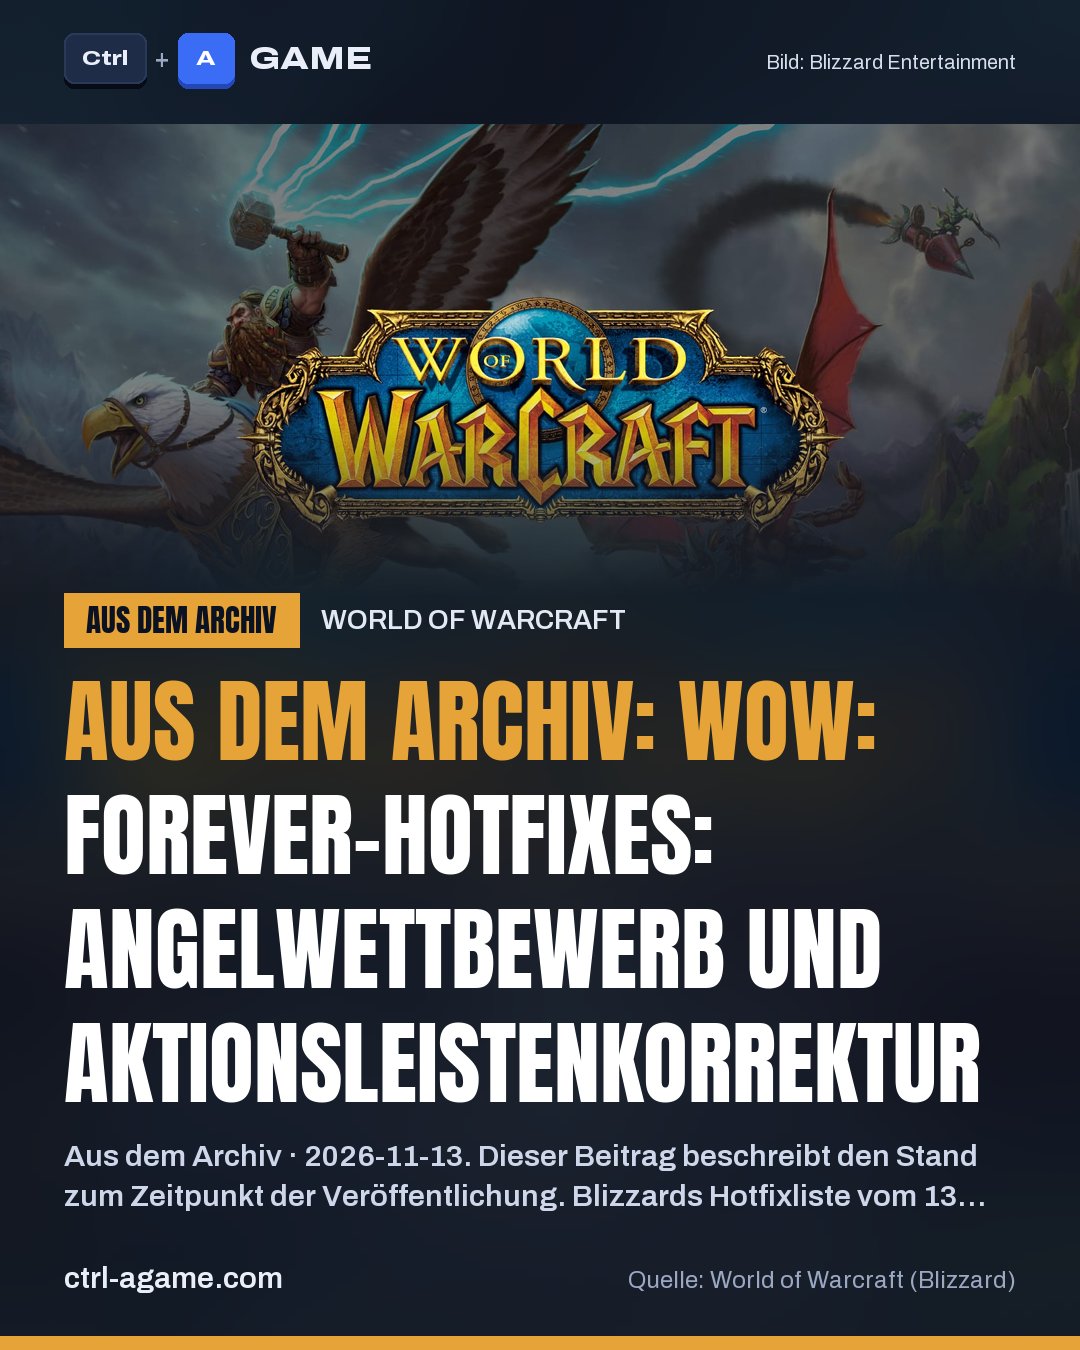 Ctrl + A GAME
Bild: Blizzard Entertainment
WORLD OF
WARCRAFT®
AUS DEM ARCHIV
WORLD OF WARCRAFT
AUS DEM ARCHIV: WOW:
FOREVER-HOTFIXES:
ANGELWETTBEWERB UND
AKTIONSLEISTENKORREKTUR
Aus dem Archiv · 2026-11-13. Dieser Beitrag beschreibt den Stand
zum Zeitpunkt der Veröffentlichung. Blizzards Hotfixliste vom 13…
ctrl-agame.com
Quelle: World of Warcraft (Blizzard)